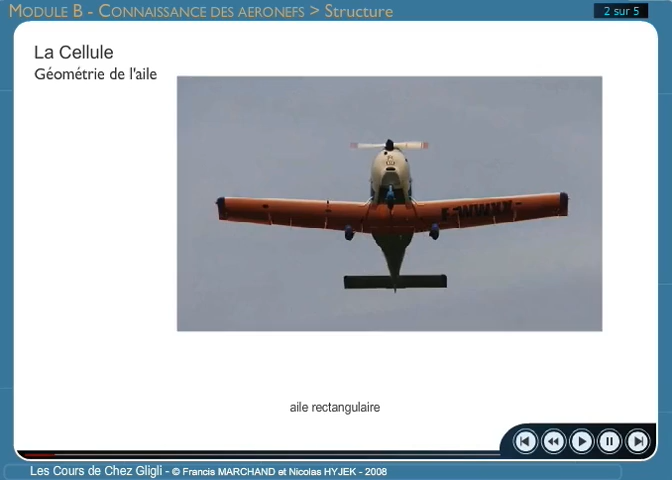 MODULE B - CONNAISSANCE DES AERONEFS > Structure
2 sur 5
La Cellule
Géométrie de l'aile
F-WWXX
aile rectangulaire
Les Cours de Chez Gligli - © Francis MARCHAND et Nicolas HYJEK - 2008